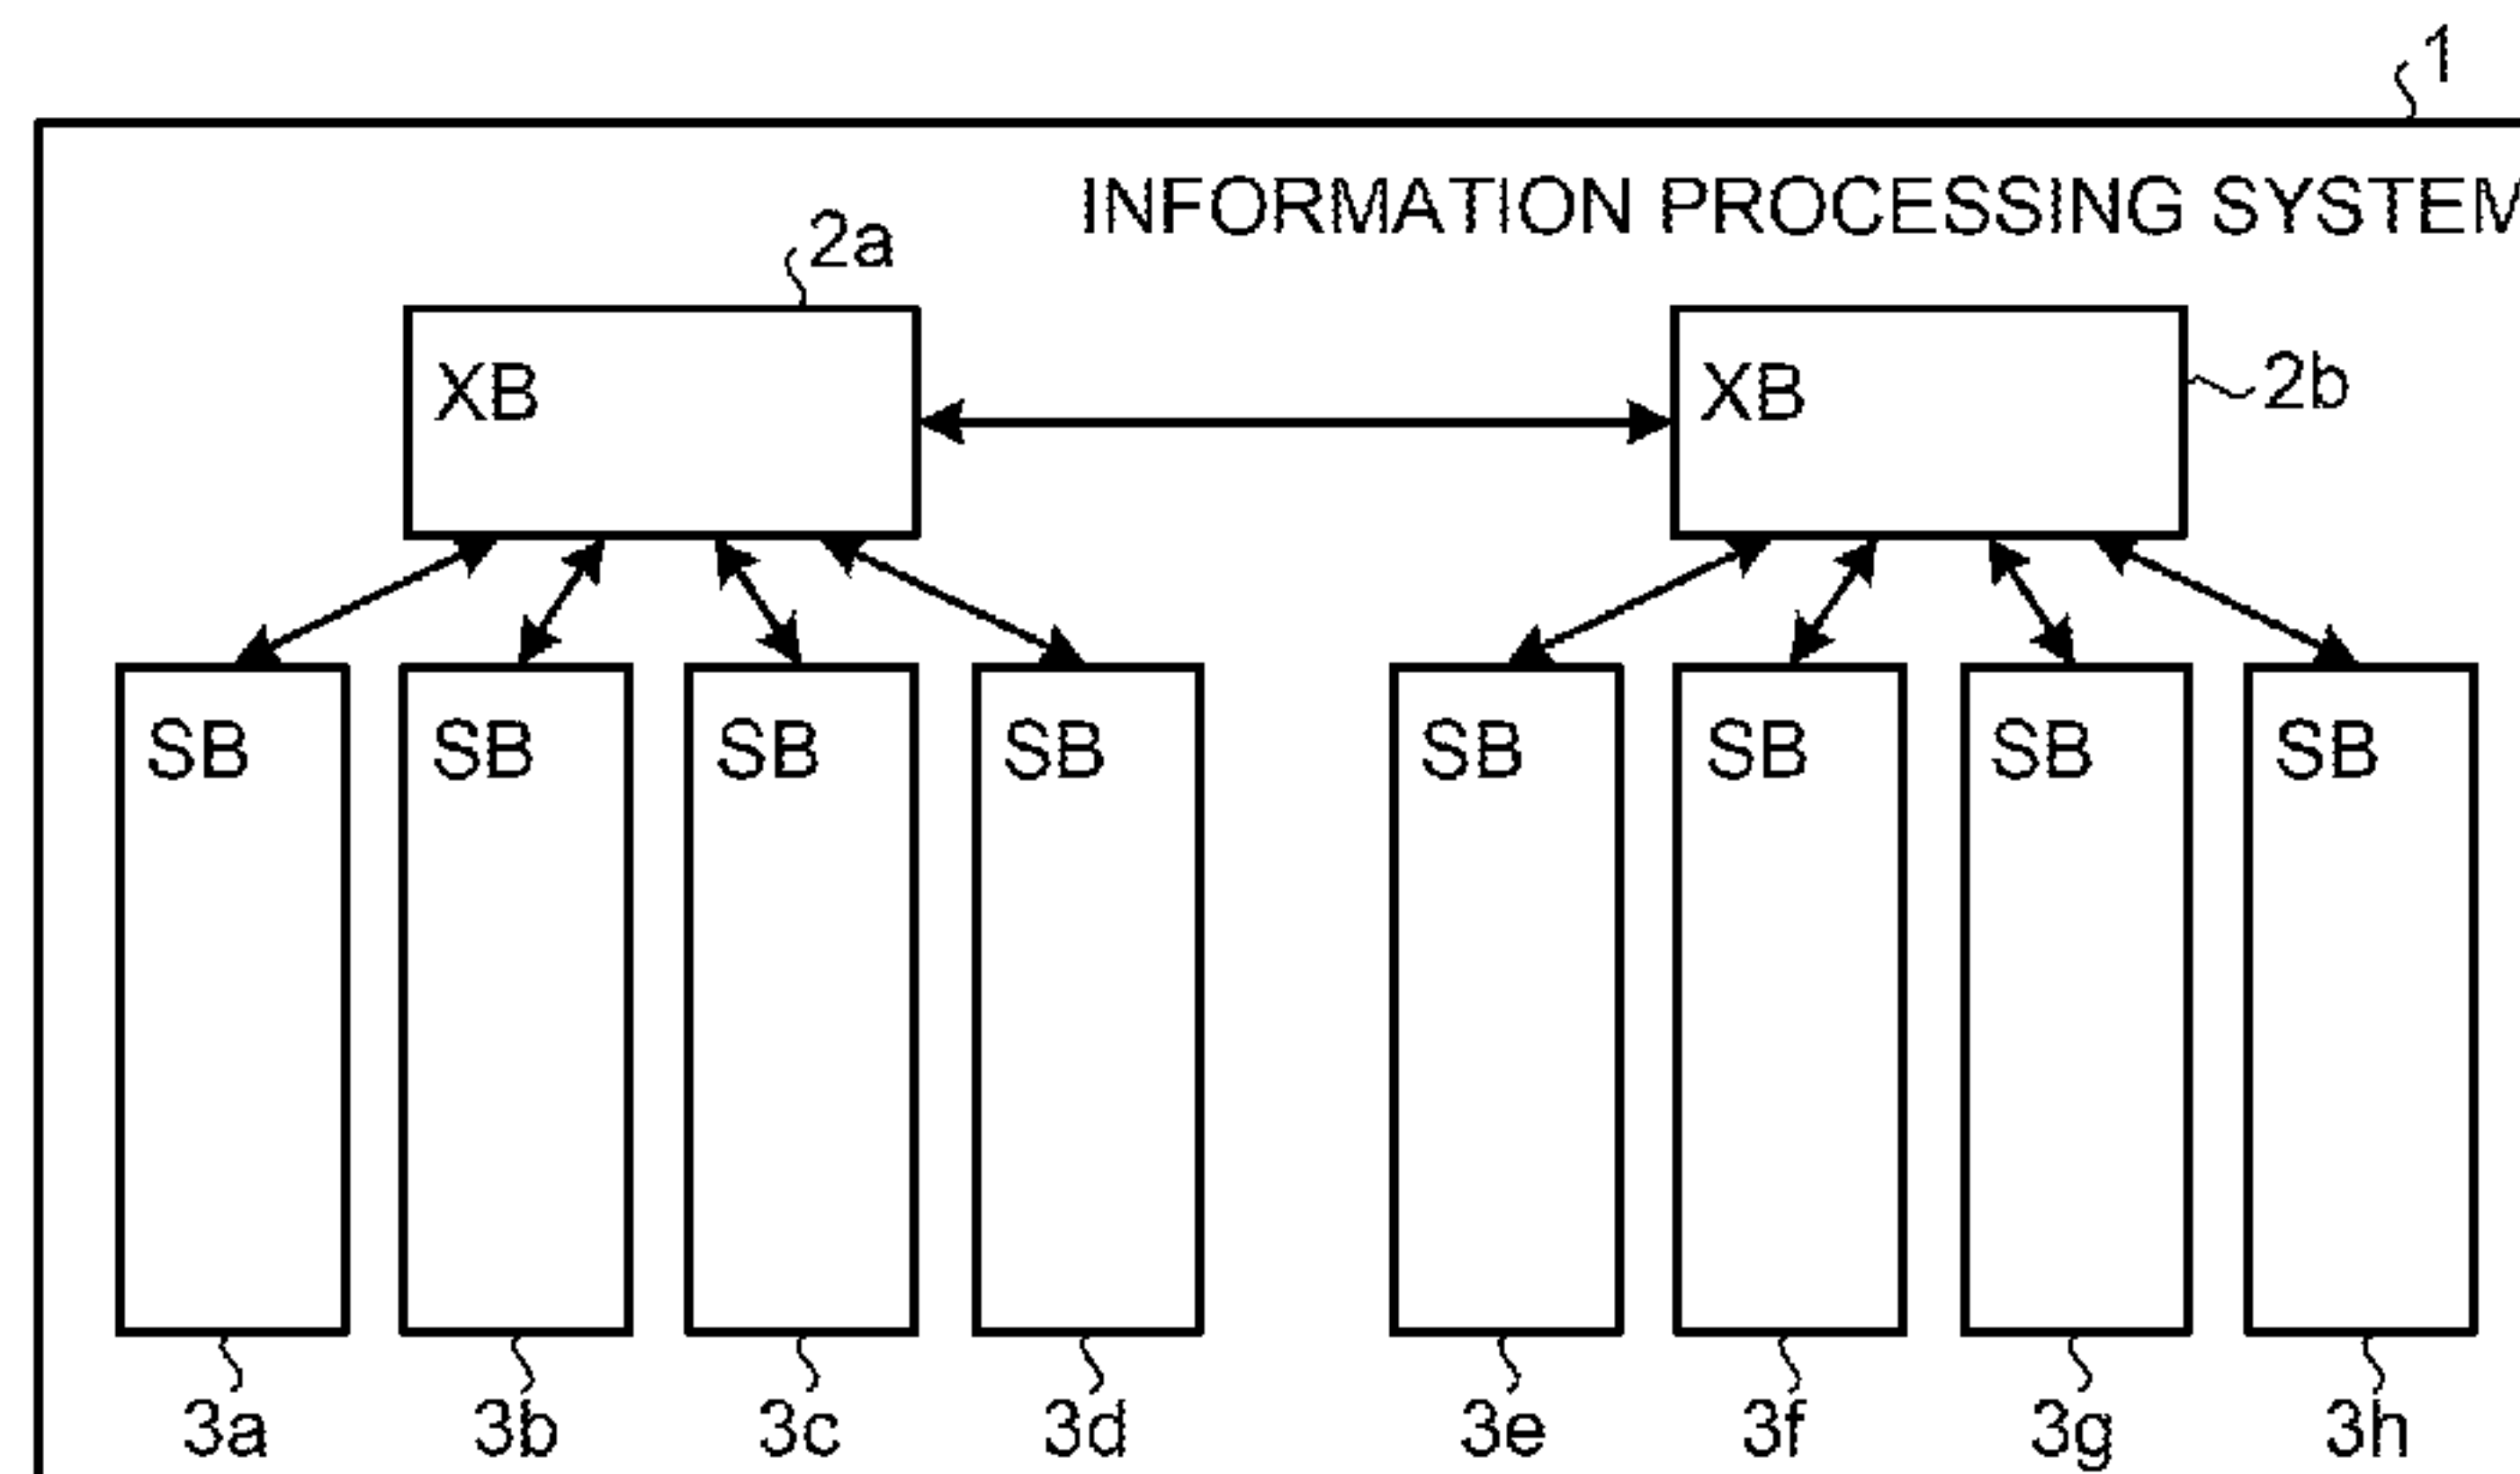 1
INFORMATION PROCESSING SYSTEM
2a
XB XB 2b
SB SB SB SB SB SB SB SB
3a 3b 3c 3d 3e 3f 3g 3h